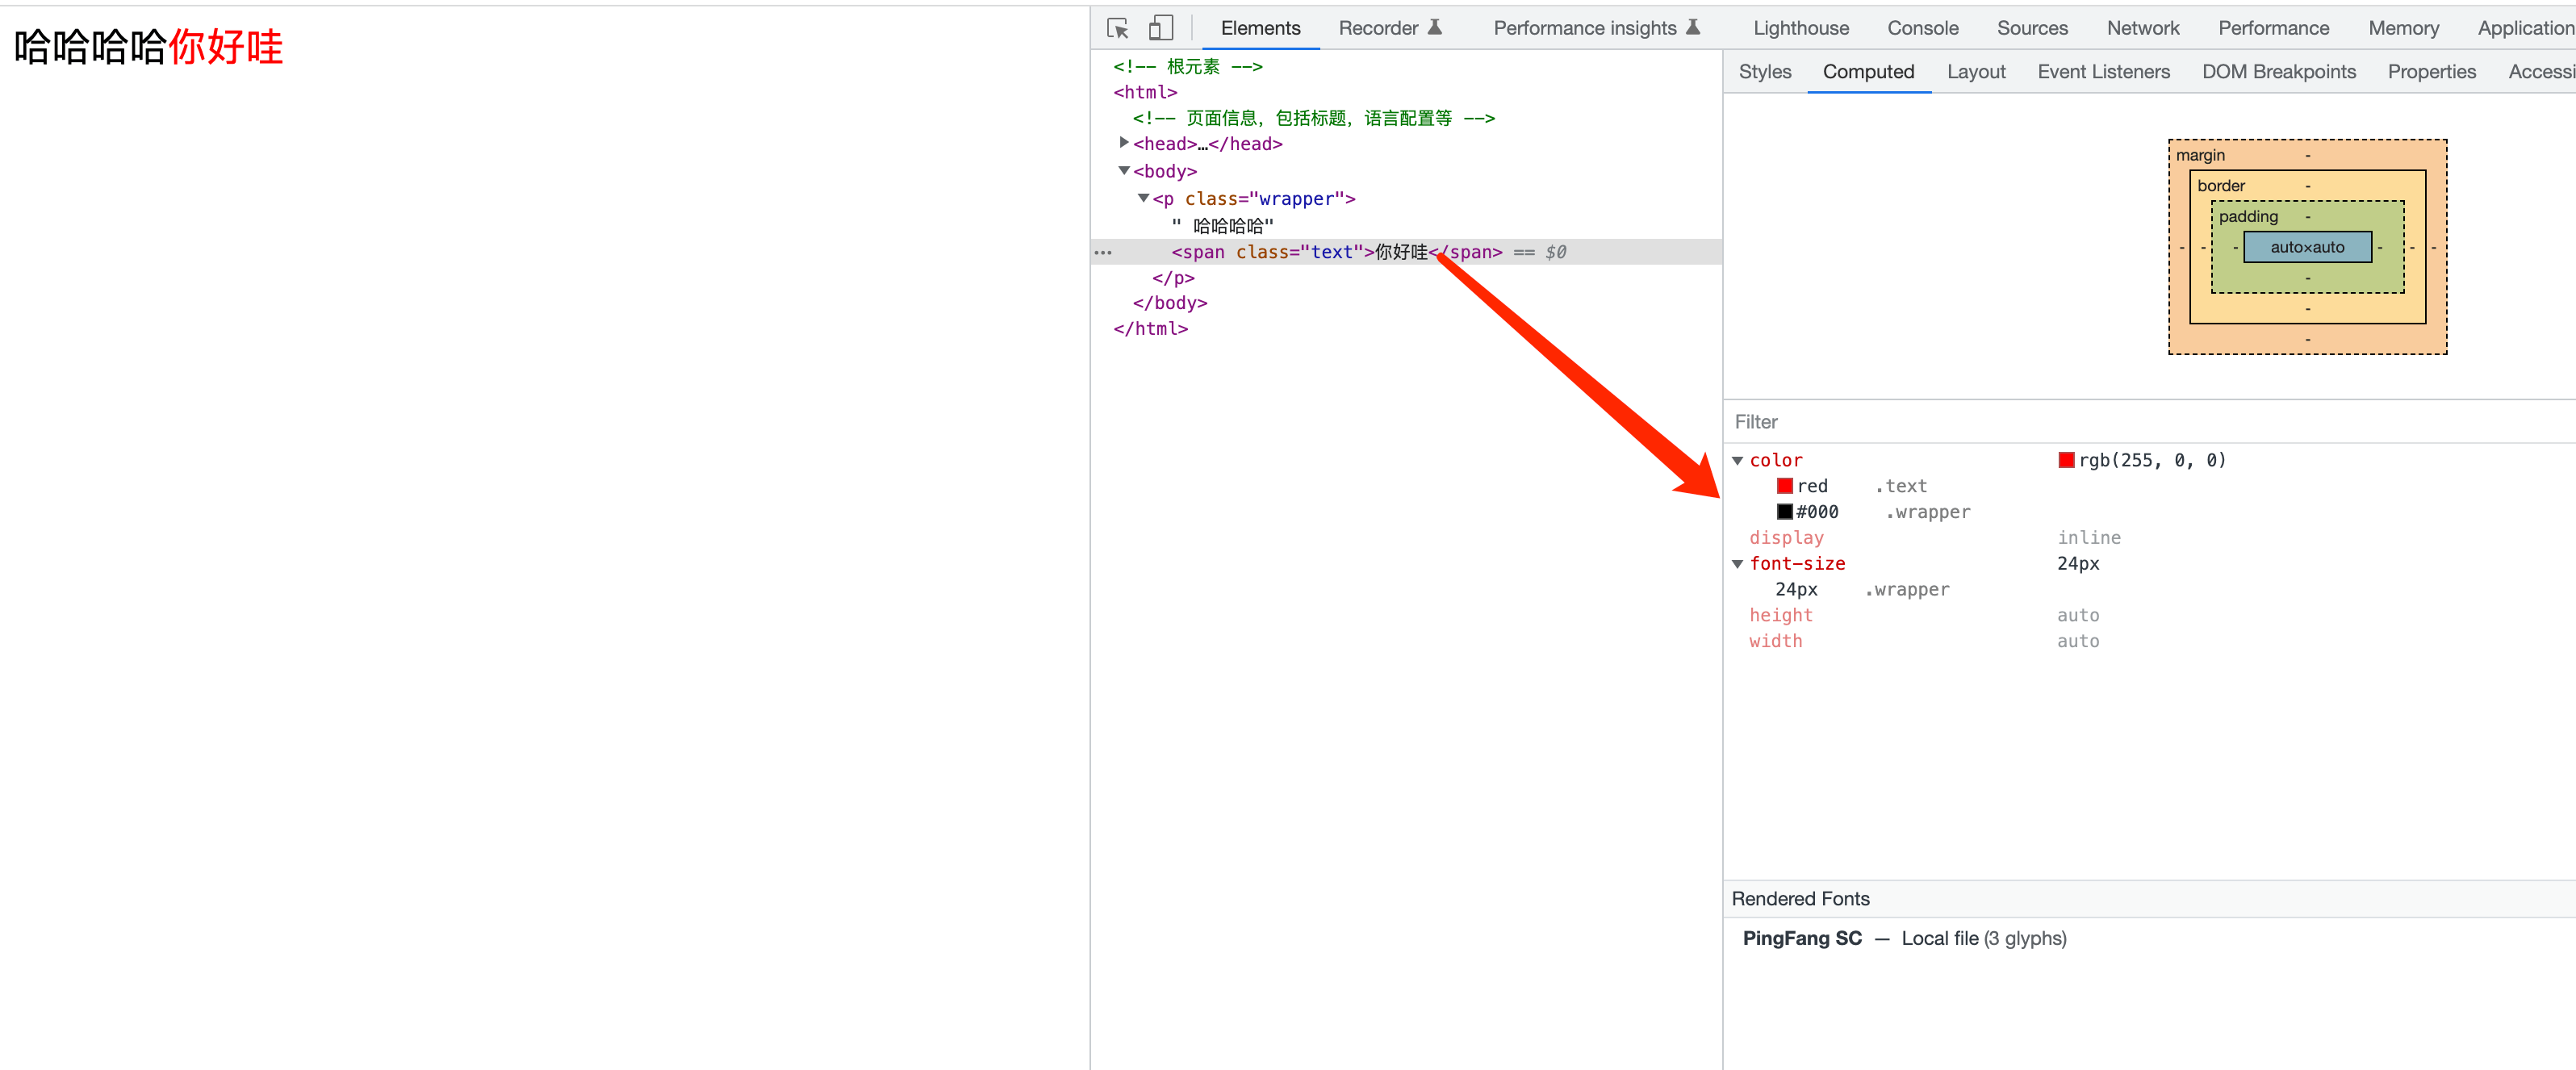 哈哈哈哈你好哇
Elements Recorder Performance insights Lighthouse Console Sources Network Performance Memory Application
<!-- 根元素 -->
<html>
<!-- 页面信息，包括标题，语言配置等 -->
<head>…</head>
<body>
<p class="wrapper">
" 哈哈哈哈"
<span class="text">你好哇</span> == $0
</p>
</body>
</html>
Styles Computed Layout Event Listeners DOM Breakpoints Properties Accessi
margin -
border -
padding -
- - - auto×auto - - -
-
-
-
Filter
color rgb(255, 0, 0)
red .text
#000 .wrapper
display inline
font-size 24px
24px .wrapper
height auto
width auto
Rendered Fonts
PingFang SC — Local file (3 glyphs)